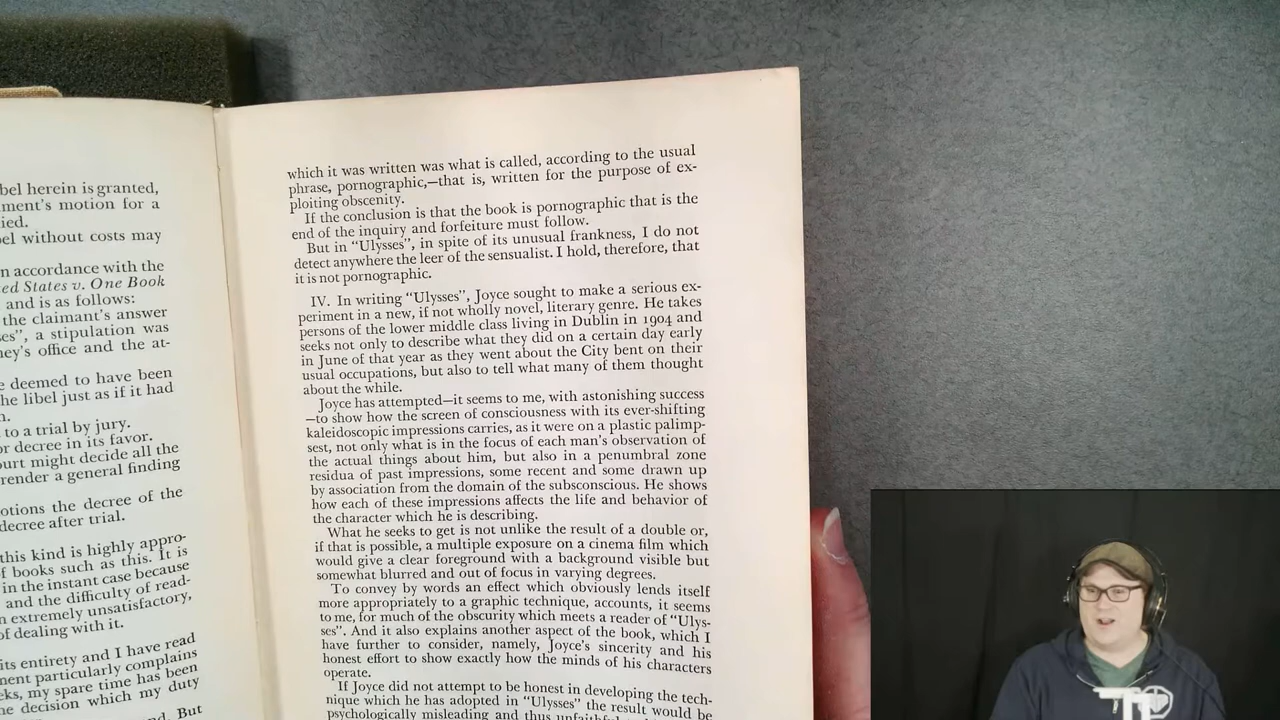 bel herein is granted,
ment's motion for a
ied.
el without costs may
n accordance with the
ed States v. One Book
and is as follows:
the claimant's answer
ses", a stipulation was
ney's office and the at-
e deemed to have been
he libel just as if it had
n.
to a trial by jury.
or decree in its favor.
ourt might decide all the
render a general finding
otions the decree of the
decree after trial.
this kind is highly appro-
f books such as this. It is
in the instant case because
and the difficulty of read-
n extremely unsatisfactory,
of dealing with it.
its entirety and I have read
ment particularly complains
eks, my spare time has been
he decision which my duty
nd. But
which it was written was what is called, according to the usual
phrase, pornographic,—that is, written for the purpose of ex-
ploiting obscenity.
If the conclusion is that the book is pornographic that is the
end of the inquiry and forfeiture must follow.
But in "Ulysses", in spite of its unusual frankness, I do not
detect anywhere the leer of the sensualist. I hold, therefore, that
it is not pornographic.
IV. In writing "Ulysses", Joyce sought to make a serious ex-
periment in a new, if not wholly novel, literary genre. He takes
persons of the lower middle class living in Dublin in 1904 and
seeks not only to describe what they did on a certain day early
in June of that year as they went about the City bent on their
usual occupations, but also to tell what many of them thought
about the while.
Joyce has attempted—it seems to me, with astonishing success
—to show how the screen of consciousness with its ever-shifting
kaleidoscopic impressions carries, as it were on a plastic palimp-
sest, not only what is in the focus of each man's observation of
the actual things about him, but also in a penumbral zone
residua of past impressions, some recent and some drawn up
by association from the domain of the subconscious. He shows
how each of these impressions affects the life and behavior of
the character which he is describing.
What he seeks to get is not unlike the result of a double or,
if that is possible, a multiple exposure on a cinema film which
would give a clear foreground with a background visible but
somewhat blurred and out of focus in varying degrees.
To convey by words an effect which obviously lends itself
more appropriately to a graphic technique, accounts, it seems
to me, for much of the obscurity which meets a reader of "Ulys-
ses". And it also explains another aspect of the book, which I
have further to consider, namely, Joyce's sincerity and his
honest effort to show exactly how the minds of his characters
operate.
If Joyce did not attempt to be honest in developing the tech-
nique which he has adopted in "Ulysses" the result would be
psychologically misleading and thus